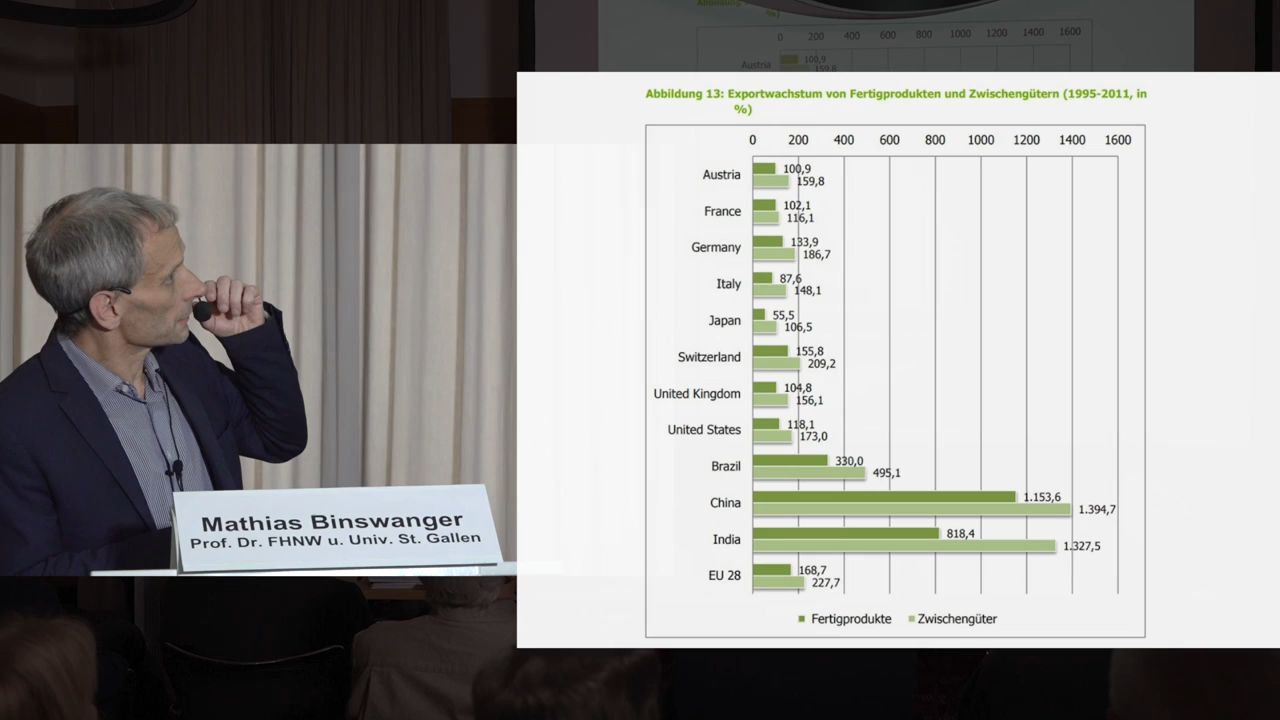 %)
0 200 400 600 800 1000 1200 1400 1600
Austria
100,9
159,8
Abbildung 13: Exportwachstum von Fertigprodukten und Zwischengütern (1995-2011, in
%)
0 200 400 600 800 1000 1200 1400 1600
Austria 100,9
159,8
France 102,1
116,1
Germany 133,9
186,7
Italy 87,6
148,1
Japan 55,5
106,5
Switzerland 155,8
209,2
United Kingdom 104,8
156,1
United States 118,1
173,0
Brazil 330,0
495,1
China 1.153,6
1.394,7
India 818,4
1.327,5
EU 28 168,7
227,7
Fertigprodukte Zwischengüter
Mathias Binswanger
Prof. Dr. FHNW u. Univ. St. Gallen